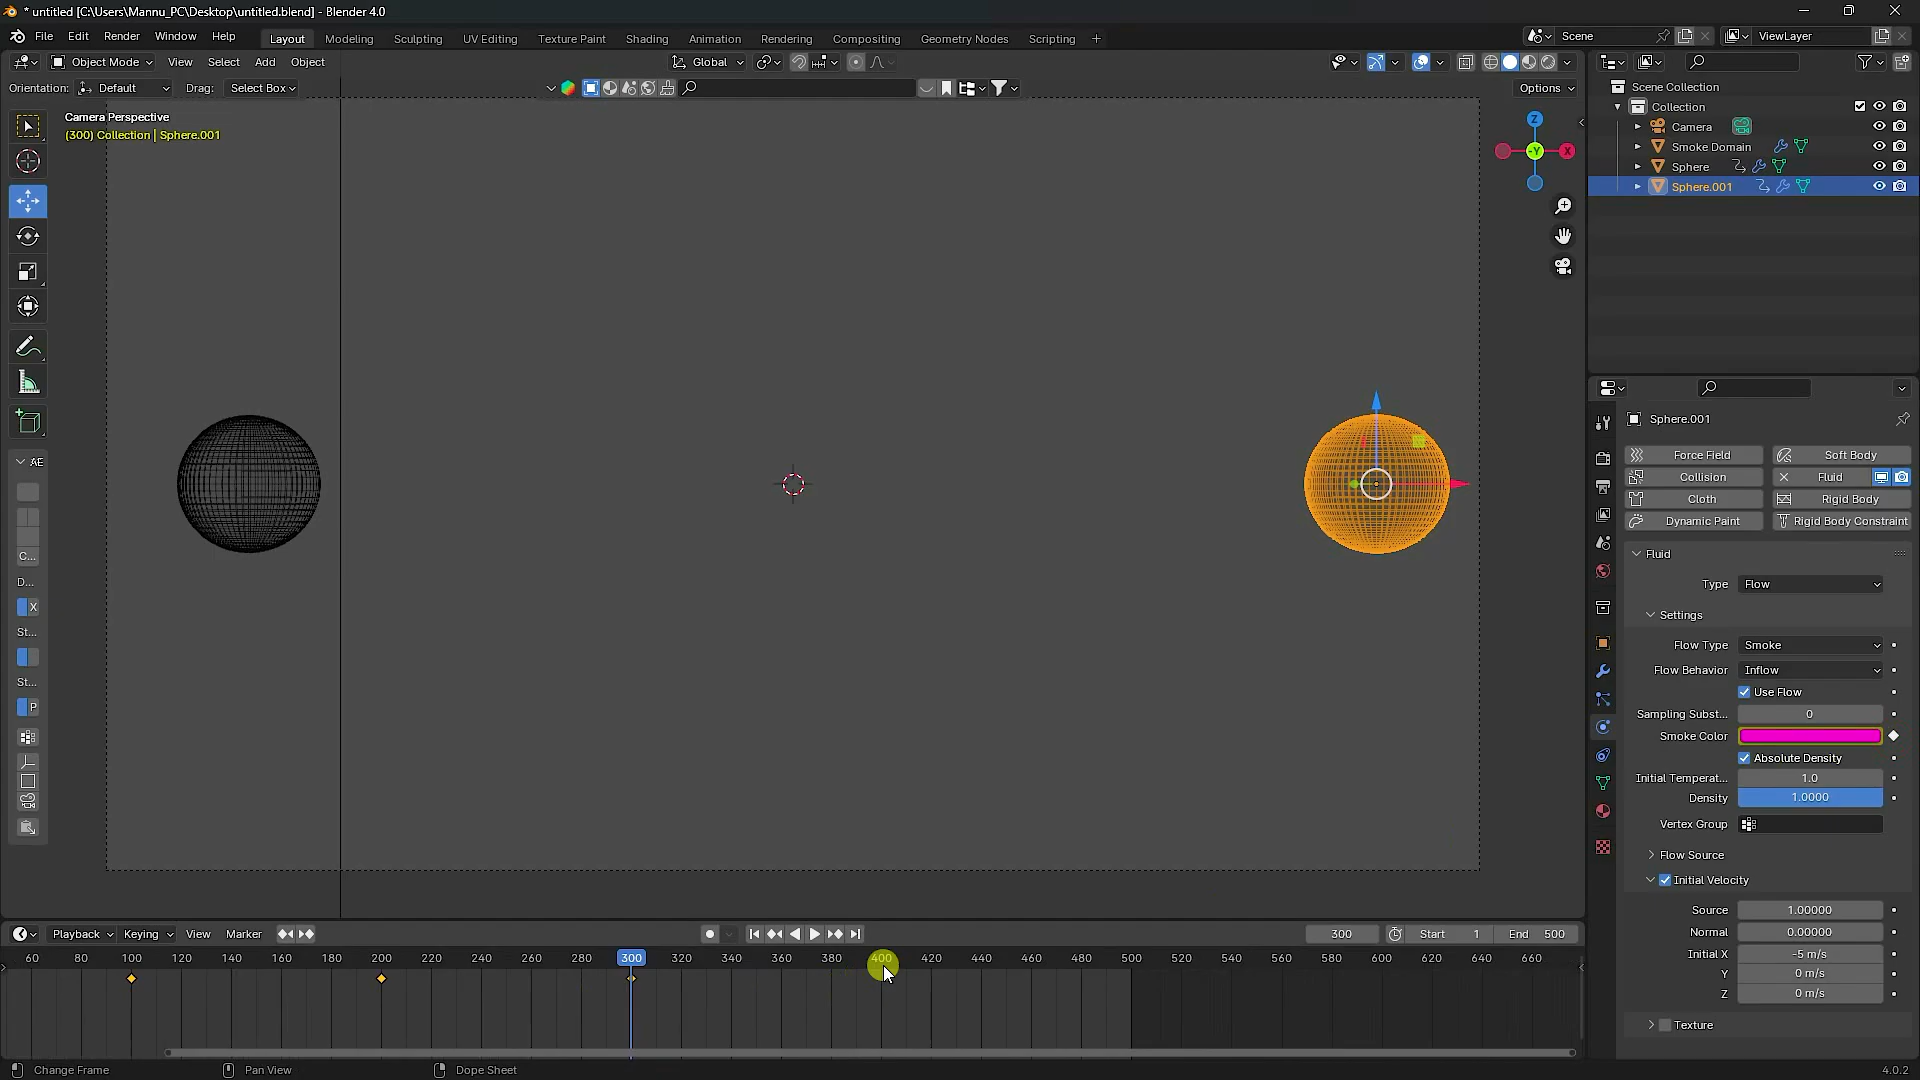 * untitled [C:\Users\Mannu_PC\Desktop\untitled.blend] - Blender 4.0
File Edit Render Window Help
Layout Modeling Sculpting UV Editing Texture Paint Shading Animation Rendering Compositing Geometry Nodes Scripting +
Scene
ViewLayer
Object Mode View Select Add Object
Global
Orientation: Default Drag: Select Box
Options
Camera Perspective
(300) Collection | Sphere.001
Z
-Y
X
AE
C...
D...
X
St...
St...
P
Scene Collection
Collection
Camera
Smoke Domain
Sphere
Sphere.001
Sphere.001
Force Field Soft Body
Collision Fluid
Cloth Rigid Body
Dynamic Paint Rigid Body Constraint
Fluid
Type Flow
Settings
Flow Type Smoke
Flow Behavior Inflow
Use Flow
Sampling Subst... 0
Smoke Color
Absolute Density
Initial Temperat... 1.0
Density 1.0000
Vertex Group
Flow Source
Initial Velocity
Source 1.00000
Normal 0.00000
Initial X -5 m/s
Y 0 m/s
Z 0 m/s
Texture
Playback Keying View Marker
300 Start 1 End 500
60 80 100 120 140 160 180 200 220 240 260 280 300 320 340 360 380 400 420 440 460 480 500 520 540 560 580 600 620 640 660
Change Frame Pan View Dope Sheet
4.0.2